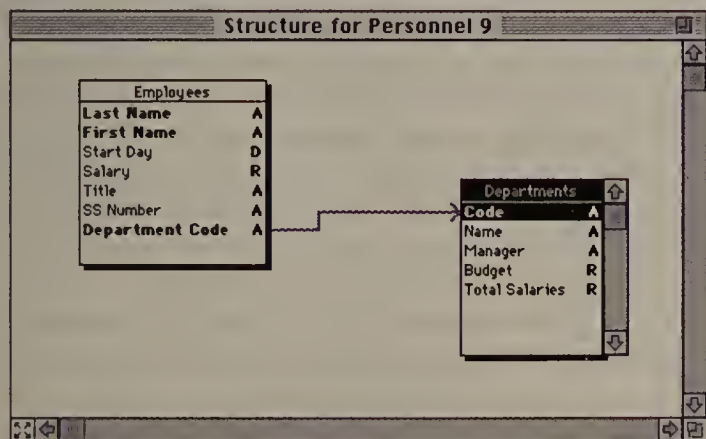 Structure for Personnel 9
Employees
Last Name A
First Name A
Start Day D
Salary R
Title A
SS Number A
Department Code A
Departments
Code A
Name A
Manager A
Budget R
Total Salaries R